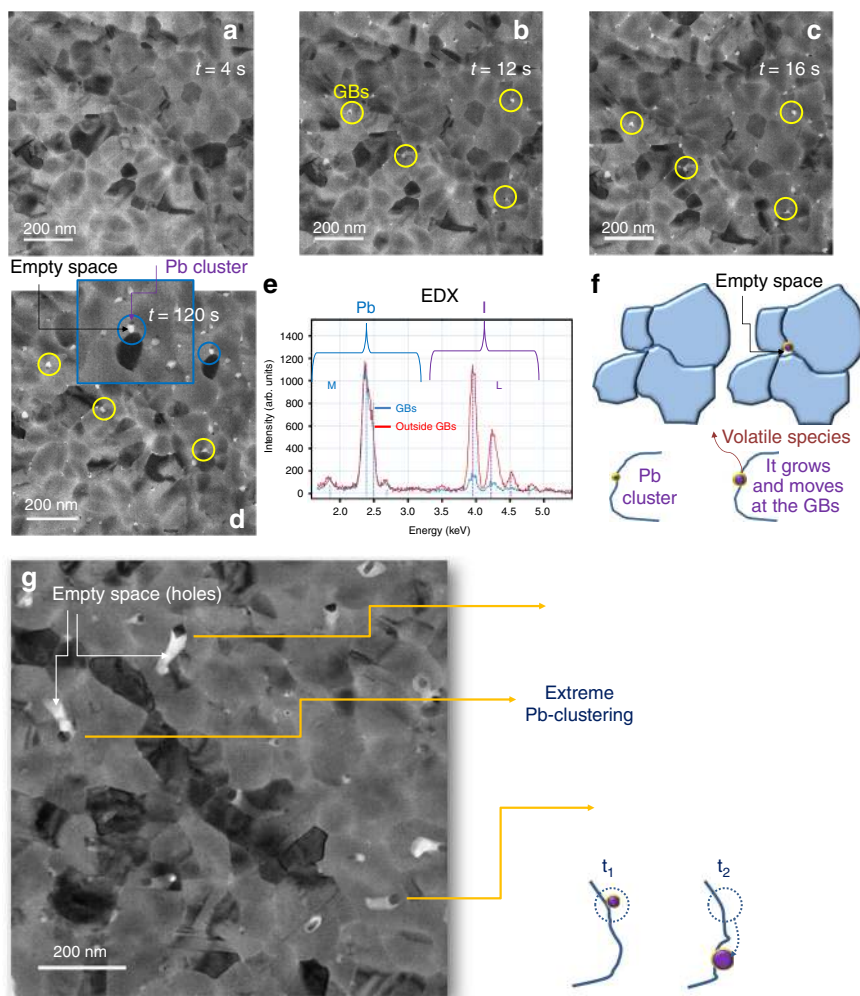 a
t = 4 s
200 nm
b
t = 12 s
GBs
200 nm
c
t = 16 s
200 nm
Empty space
Pb cluster
t = 120 s
200 nm
d
e
EDX
Pb
I
1400
1200
1000
800
600
400
200
0
Intensity (arb. units)
M
L
GBs
Outside GBs
2.0
2.5
3.0
3.5
4.0
4.5
5.0
Energy (keV)
f
Empty space
Volatile species
Pb
cluster
It grows
and moves
at the GBs
g
Empty space (holes)
200 nm
Extreme
Pb-clustering
t1
t2